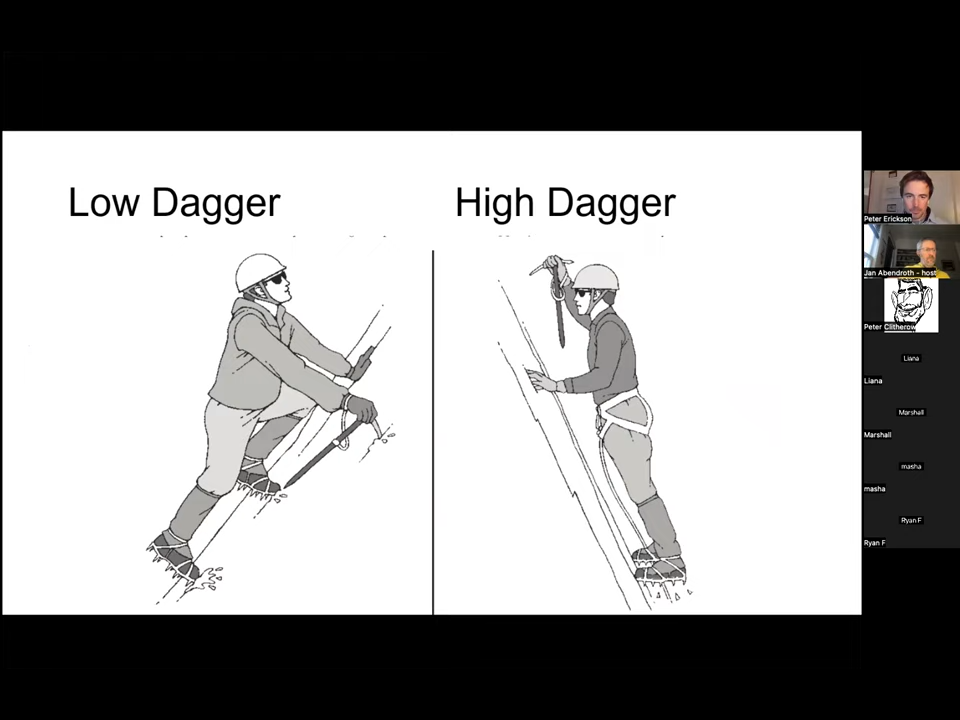 Low Dagger
High Dagger
Peter Erickson
Jan Abendroth - host
Peter Clitherow
Liana
Liana
Marshall
Marshall
masha
masha
Ryan F
Ryan F